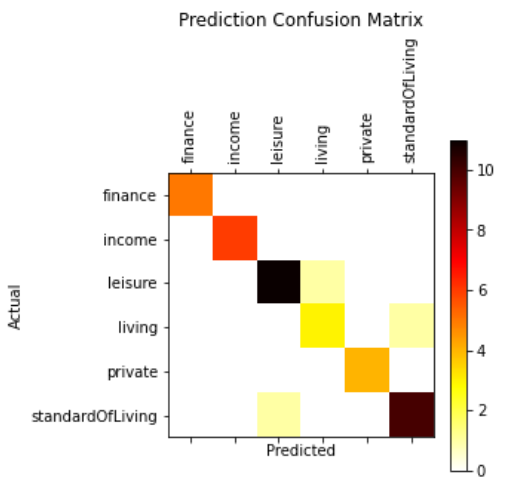 Prediction Confusion Matrix
finance
income
leisure
living
private
standardOfLiving
finance
income
leisure
living
private
standardOfLiving
Actual
Predicted
10
8
6
4
2
0